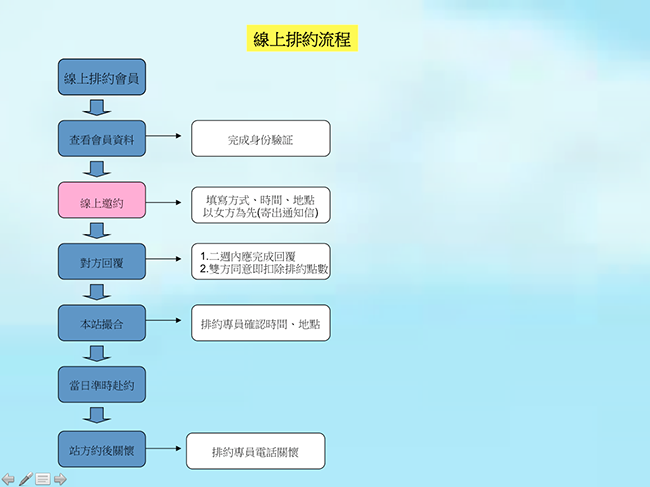 線上排約流程
線上排約會員
查看會員資料
完成身份驗証
線上邀約
填寫方式、時間、地點
以女方為先(寄出通知信)
對方回覆
1.二週內應完成回覆
2.雙方同意即扣除排約點數
本站撮合
排約專員確認時間、地點
當日準時赴約
站方約後關懷
排約專員電話關懷